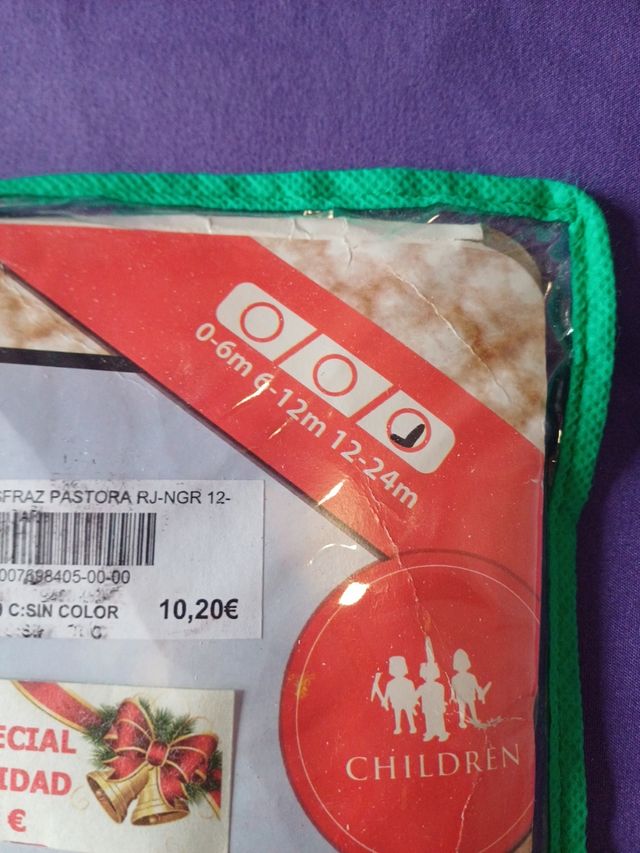 0-6m 6-12m 12-24m
SFRAZ PASTORA RJ-NGR 12-
007698405-00-00
C:SIN COLOR 10,20€
ECIAL
IDAD
€
CHILDREN